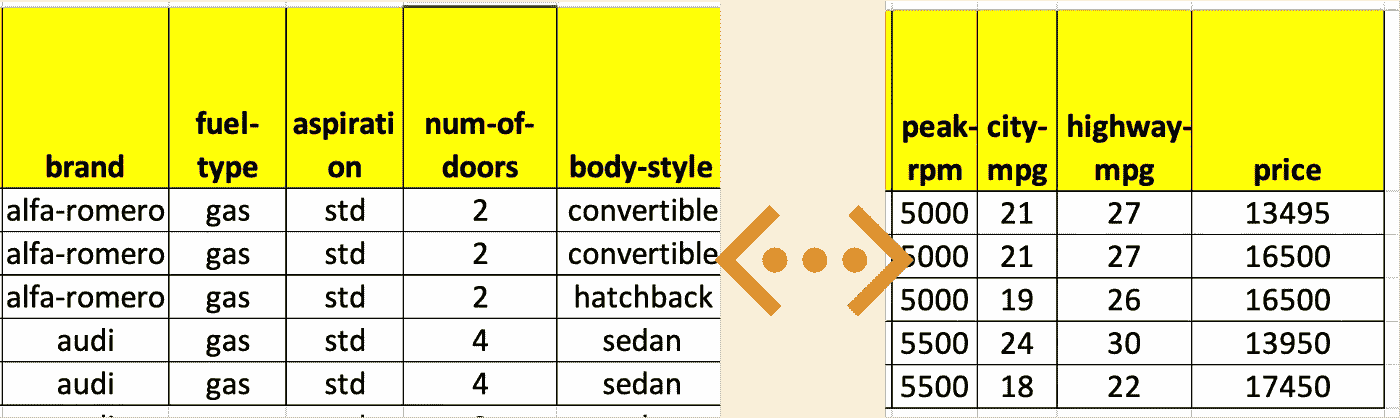 brand fuel-type aspiration num-of-doors body-style peak-rpm city-mpg highway-mpg price
alfa-romero gas std 2 convertible 5000 21 27 13495
alfa-romero gas std 2 convertible 5000 21 27 16500
alfa-romero gas std 2 hatchback 5000 19 26 16500
audi gas std 4 sedan 5500 24 30 13950
audi gas std 4 sedan 5500 18 22 17450